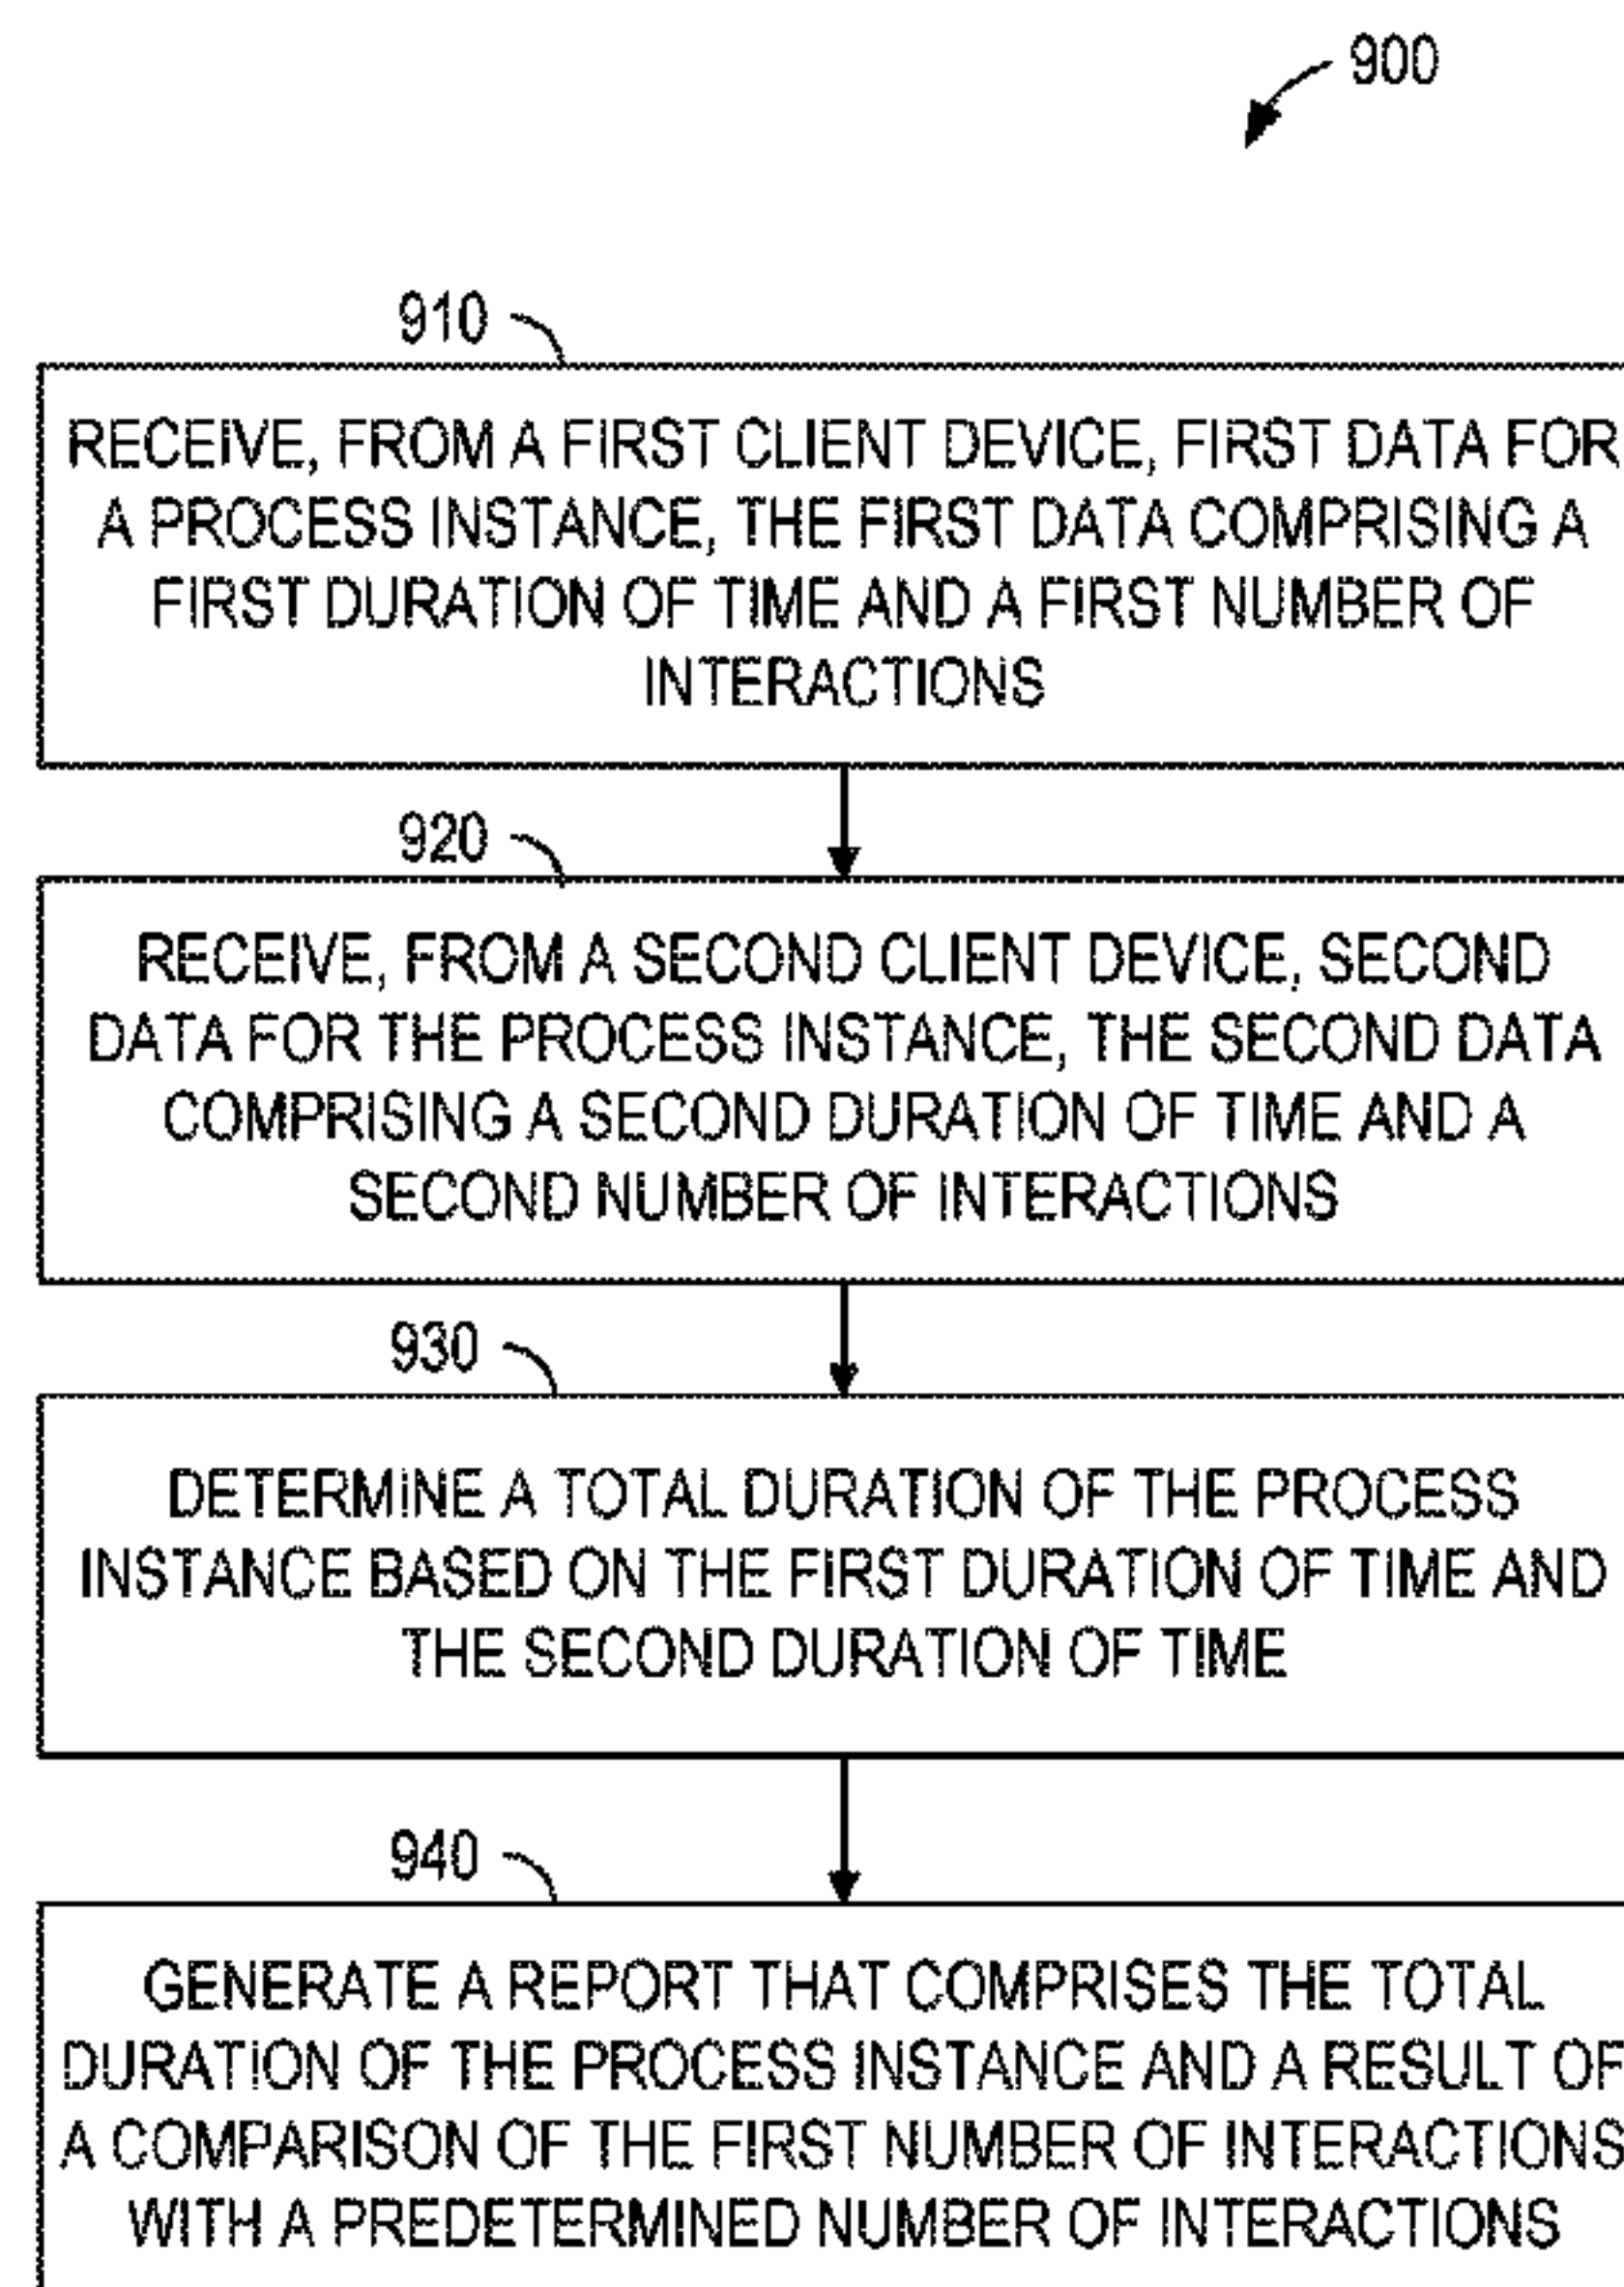 900
910
RECEIVE, FROM A FIRST CLIENT DEVICE, FIRST DATA FOR
A PROCESS INSTANCE, THE FIRST DATA COMPRISING A
FIRST DURATION OF TIME AND A FIRST NUMBER OF
INTERACTIONS
920
RECEIVE, FROM A SECOND CLIENT DEVICE, SECOND
DATA FOR THE PROCESS INSTANCE, THE SECOND DATA
COMPRISING A SECOND DURATION OF TIME AND A
SECOND NUMBER OF INTERACTIONS
930
DETERMINE A TOTAL DURATION OF THE PROCESS
INSTANCE BASED ON THE FIRST DURATION OF TIME AND
THE SECOND DURATION OF TIME
940
GENERATE A REPORT THAT COMPRISES THE TOTAL
DURATION OF THE PROCESS INSTANCE AND A RESULT OF
A COMPARISON OF THE FIRST NUMBER OF INTERACTIONS
WITH A PREDETERMINED NUMBER OF INTERACTIONS